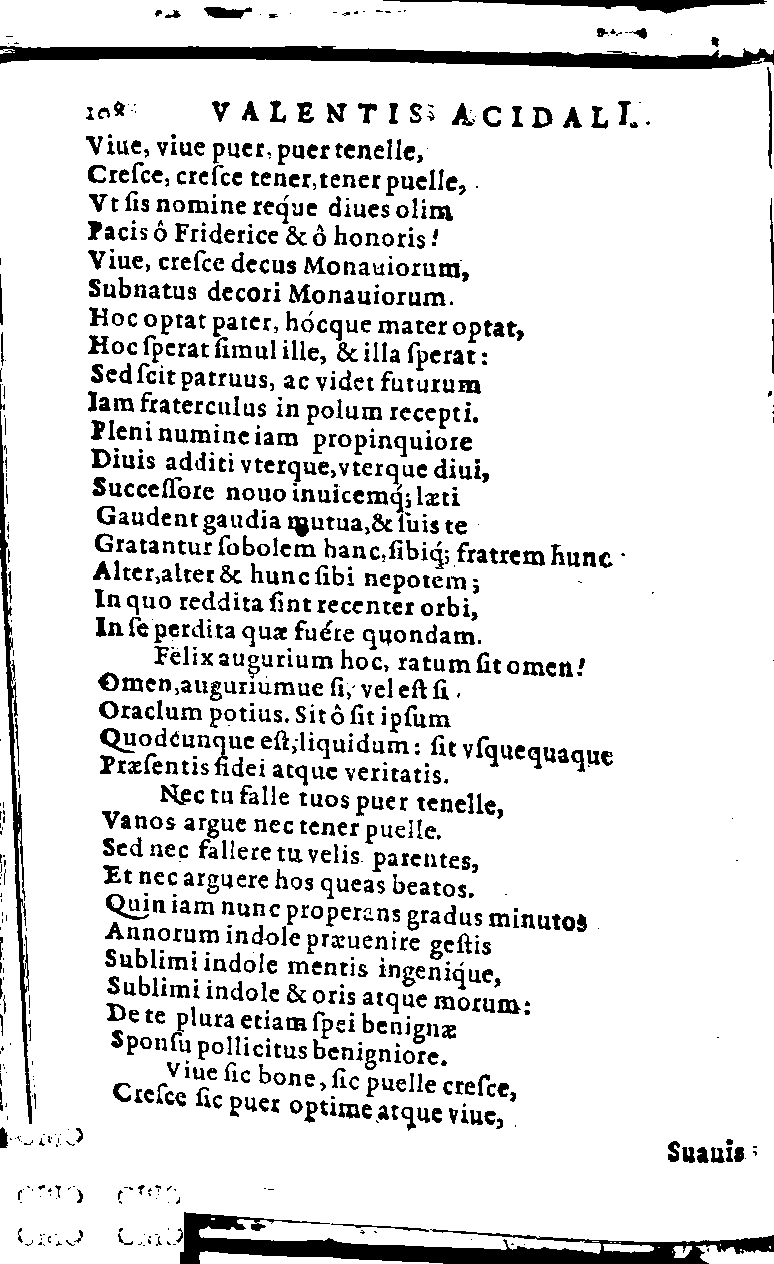 108 VALENTIS ACIDALI.
Viue, viue puer, puer tenelle,
Creſce, creſce tener, tener puelle,
Vt ſis nomine req́ue diues olim
Pacis ô Friderice & ô honoris!
Viue, creſce decus Monauiorum,
Subnatus decori Monauiorum.
Hoc optat pater, hócque mater optat,
Hoc ſperat ſimul ille, & illa ſperat:
Sed ſcit patruus, ac videt futurum
Iam fraterculus in polum recepti.
Pleni numine iam propinquiore
Diuis additi vterque, vterque diui,
Succeſſore nouo inuicemq́; læti
Gaudent gaudia mutua, & ſuis te
Gratantur ſobolem hanc, ſibiq́; fratrem hunc
Alter, alter & hunc ſibi nepotem;
In quo reddita ſint recenter orbi,
In ſe perdita quæ fuére quondam.
Felix augurium hoc, ratum ſit omen!
Omen, auguriumue ſi, vel eſt ſi
Oraclum potius. Sit ô ſit ipſum
Quodcunque eſt, liquidum: ſit vſquequaque
Præſentis fidei atque veritatis.
Nec tu falle tuos puer tenelle,
Vanos argue nec tener puelle.
Sed nec fallere tu velis parentes,
Et nec arguere hos queas beatos.
Quin iam nunc properans gradus minutos
Annorum indole præuenire geſtis
Sublimi indole mentis ingeniq́ue,
Sublimi indole & oris atque morum:
De te plura etiam ſpei benignæ
Sponſu pollicitus benigniore.
Viue ſic bone, ſic puelle creſce,
Creſce ſic puer optime atque viue,
Suauis